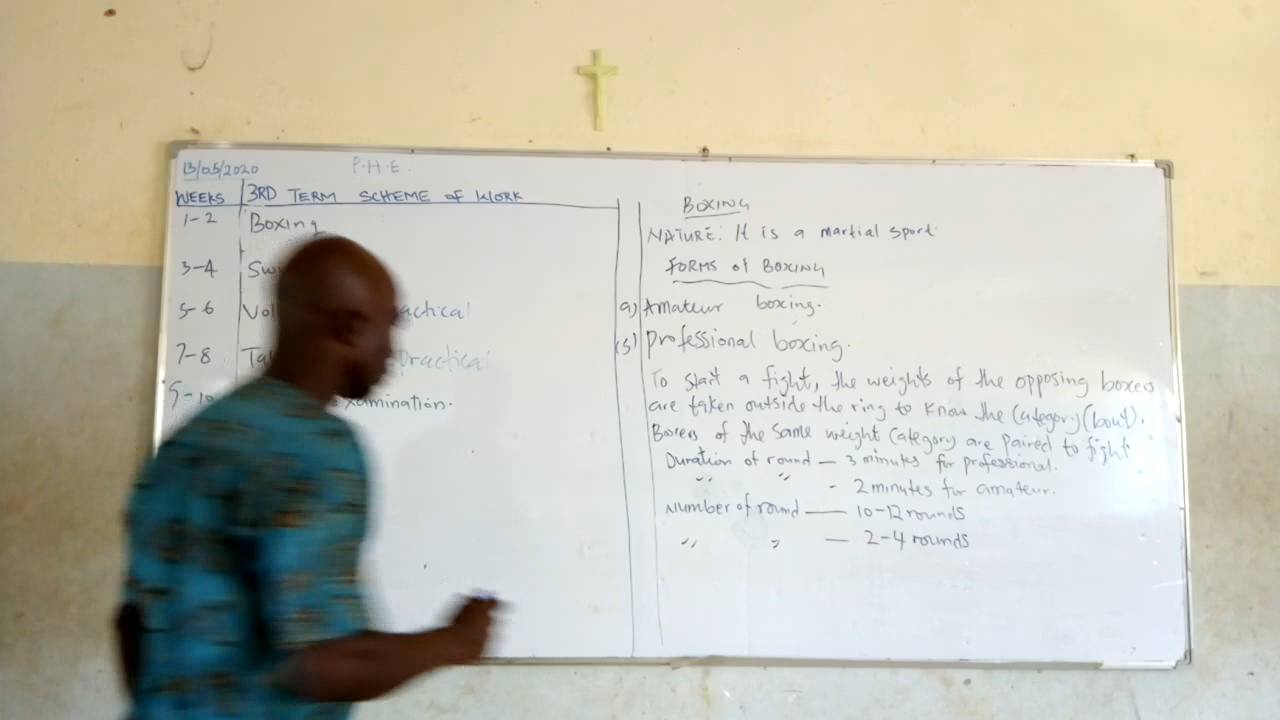 13/05/2020
P.H.E.
WEEKS 3RD TERM SCHEME of WORK
1-2 Boxing
3-4
5-6 actical
7-8 practical
xamination.
BOXING
NATURE: It is a martial sport.
FORMS of BOXING
a) Amateur boxing.
(b) professional boxing.
To start a fight, the weights of the opposing boxers
are taken outside the ring to know the category (bout).
Boxers of the same weight category are paired to fight
Duration of round — 3 minutes for professional.
" " - 2 minutes for amateur.
Number of round — 10-12 rounds
" " — 2-4 rounds